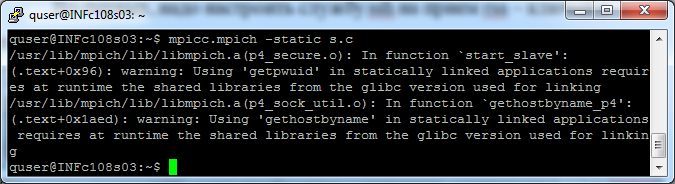 quser@INFc108s03: ~
quser@INFc108s03:~$ mpicc.mpich -static s.c
/usr/lib/mpich/lib/libmpich.a(p4_secure.o): In function `start_slave':
(.text+0x96): warning: Using 'getpwuid' in statically linked applications requir
es at runtime the shared libraries from the glibc version used for linking
/usr/lib/mpich/lib/libmpich.a(p4_sock_util.o): In function `gethostbyname_p4':
(.text+0x1aed): warning: Using 'gethostbyname' in statically linked applications
 requires at runtime the shared libraries from the glibc version used for linkin
g
quser@INFc108s03:~$